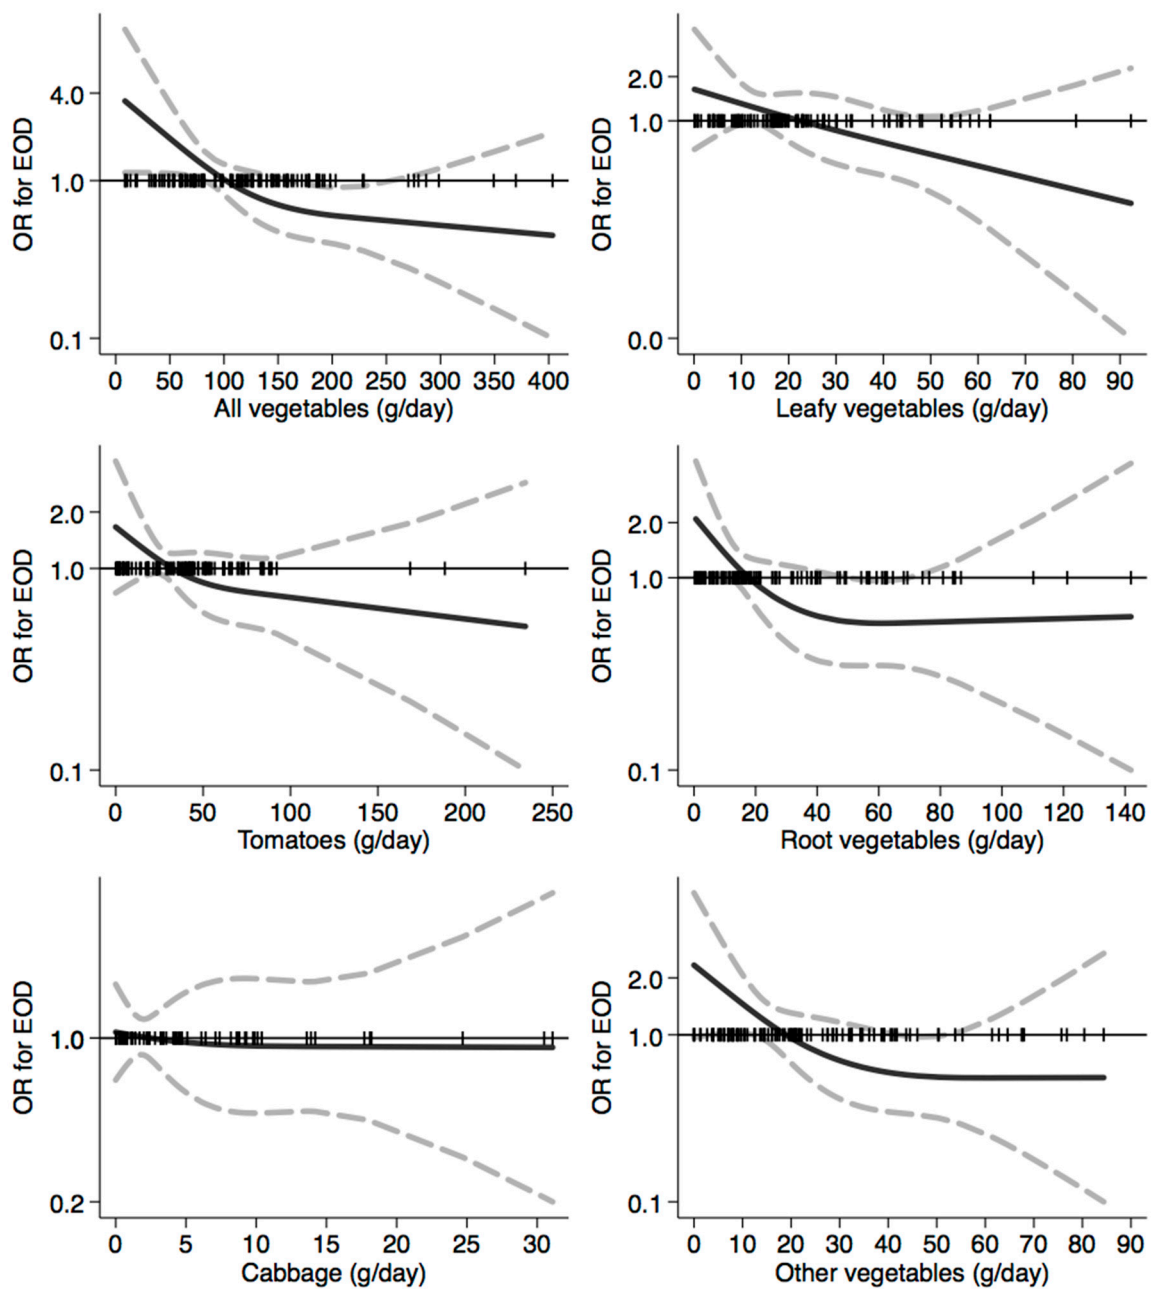 OR for EOD
4.0
1.0
0.1
0 50 100 150 200 250 300 350 400
All vegetables (g/day)
OR for EOD
2.0
1.0
0.0
0 10 20 30 40 50 60 70 80 90
Leafy vegetables (g/day)
OR for EOD
2.0
1.0
0.1
0 50 100 150 200 250
Tomatoes (g/day)
OR for EOD
2.0
1.0
0.1
0 20 40 60 80 100 120 140
Root vegetables (g/day)
OR for EOD
1.0
0.2
0 5 10 15 20 25 30
Cabbage (g/day)
OR for EOD
2.0
1.0
0.1
0 10 20 30 40 50 60 70 80 90
Other vegetables (g/day)